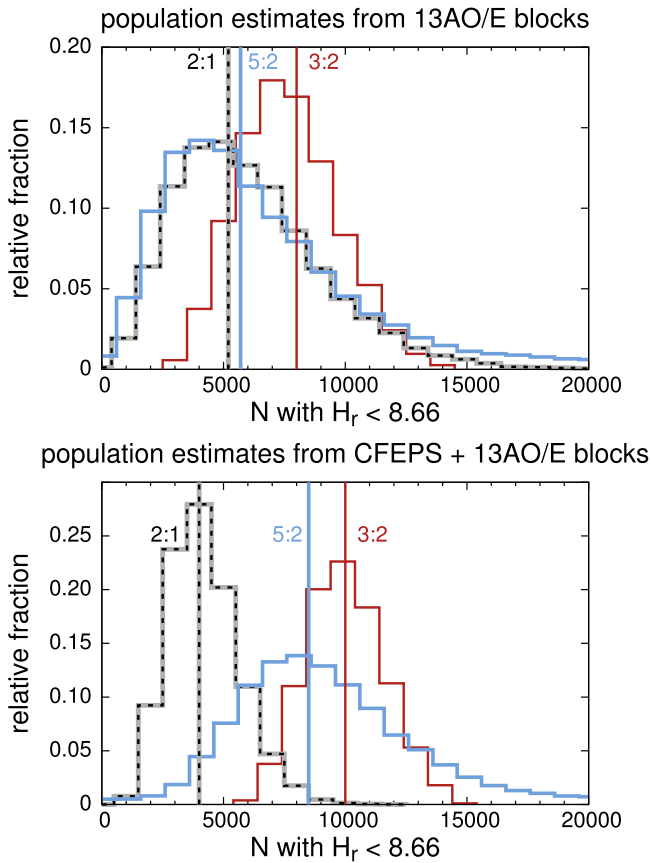 population estimates from 13AO/E blocks
0.20
2:1 5:2 3:2
0.15
0.10
0.05
0
relative fraction
0 5000 10000 15000 20000
N with Hr < 8.66
population estimates from CFEPS + 13AO/E blocks
2:1 5:2 3:2
0.25
0.20
0.15
0.10
0.05
0
relative fraction
0 5000 10000 15000 20000
N with Hr < 8.66